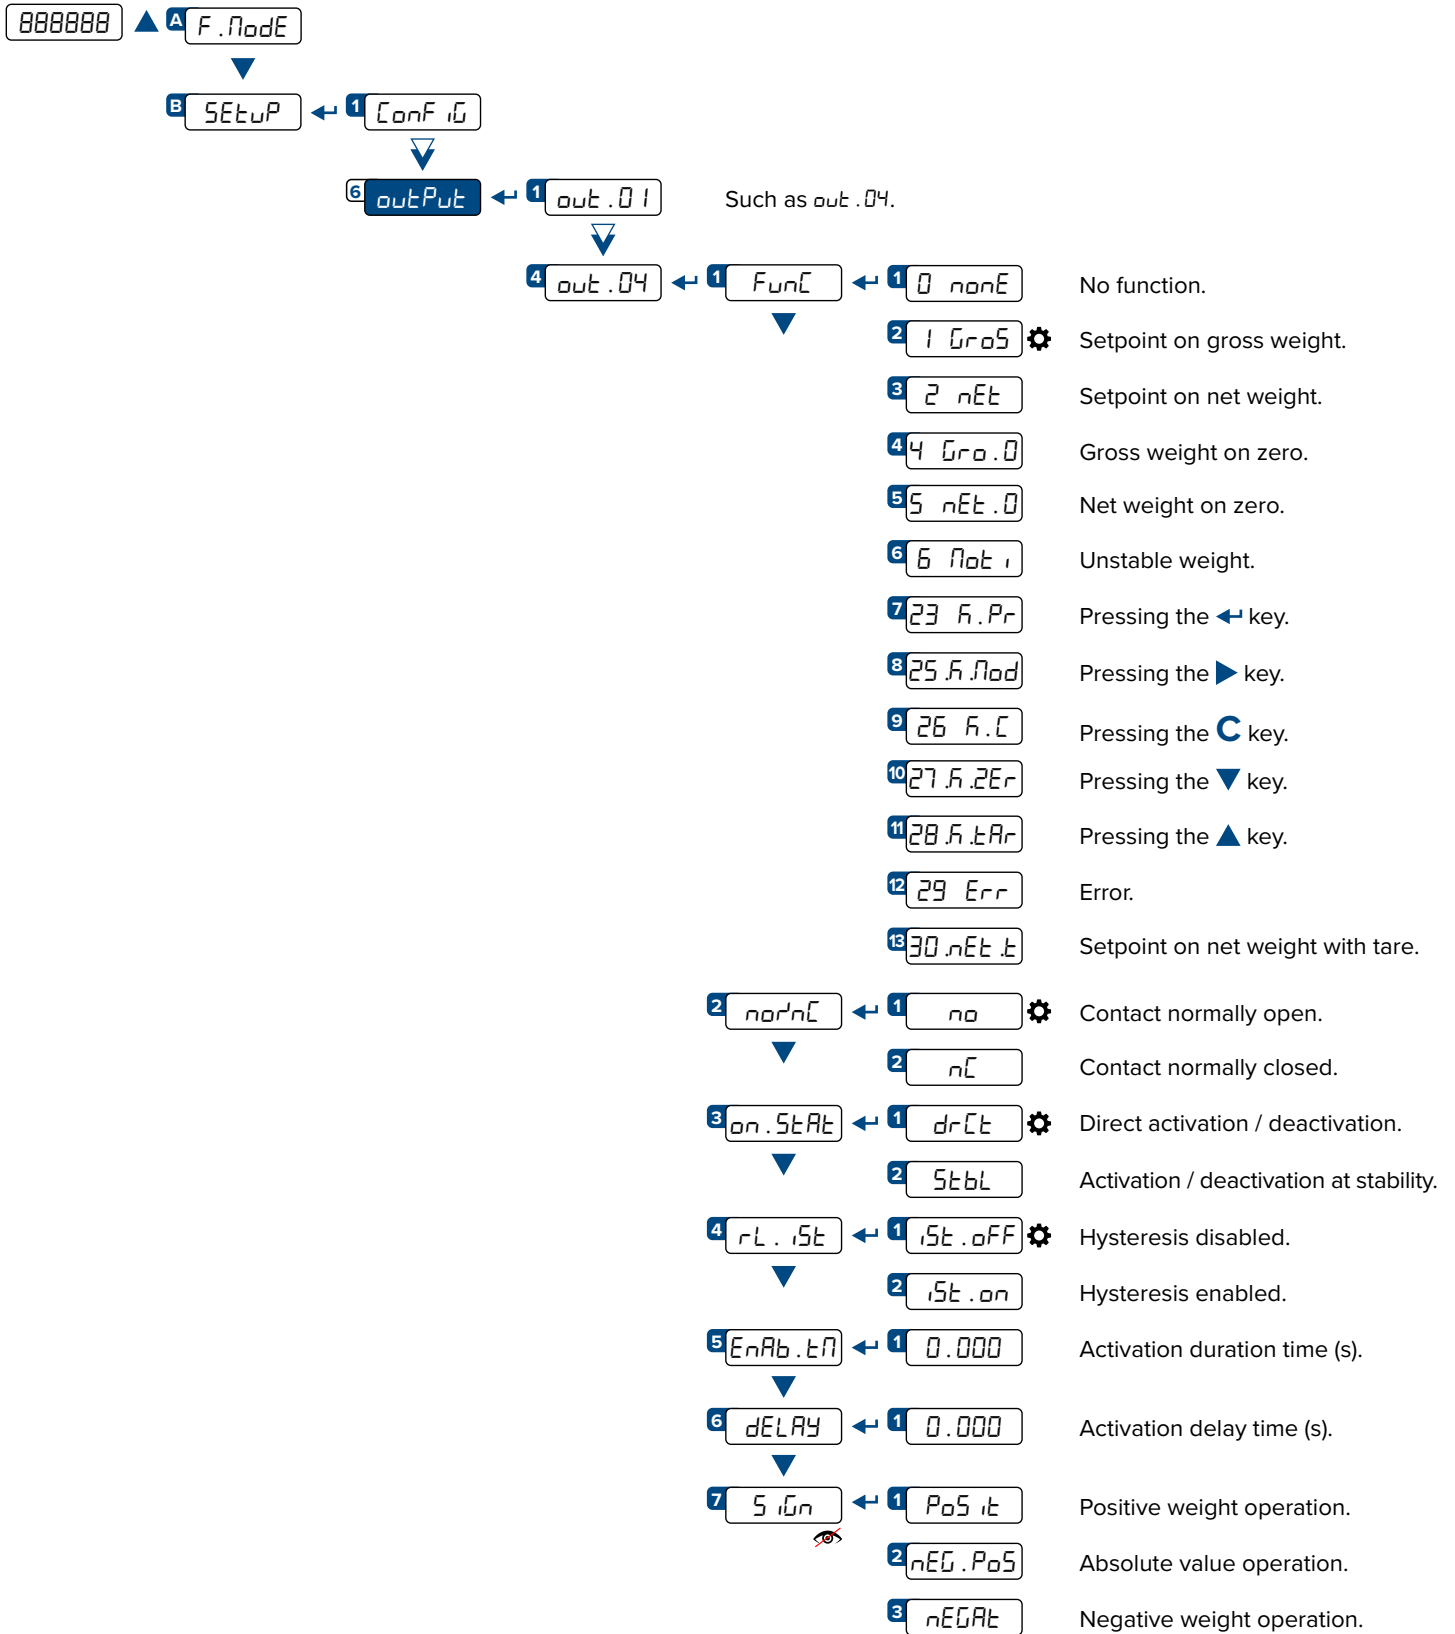 888888 A F.ModE
B SEtuP 1 ConFiG
6 outPut 1 out.01 Such as out.04.
4 out.04 1 FunC 1 0 nonE No function.
2 1 GroS Setpoint on gross weight.
3 2 nEt Setpoint on net weight.
4 4 Gro.0 Gross weight on zero.
5 5 nEt.0 Net weight on zero.
6 6 Moti Unstable weight.
7 23 K.Pr Pressing the key.
8 25.K.Mod Pressing the key.
9 26 K.C Pressing the C key.
10 27.K.ZEr Pressing the key.
11 28.K.tAr Pressing the key.
12 29 Err Error.
13 30.nEt.t Setpoint on net weight with tare.
2 no/nC 1 no Contact normally open.
2 nC Contact normally closed.
3 on.StAt 1 drCt Direct activation / deactivation.
2 StbL Activation / deactivation at stability.
4 rL.iSt 1 iSt.oFF Hysteresis disabled.
2 iSt.on Hysteresis enabled.
5 EnAb.tM 1 0.000 Activation duration time (s).
6 dELAY 1 0.000 Activation delay time (s).
7 SiGn 1 PoSit Positive weight operation.
2 nEG.PoS Absolute value operation.
3 nEGAt Negative weight operation.